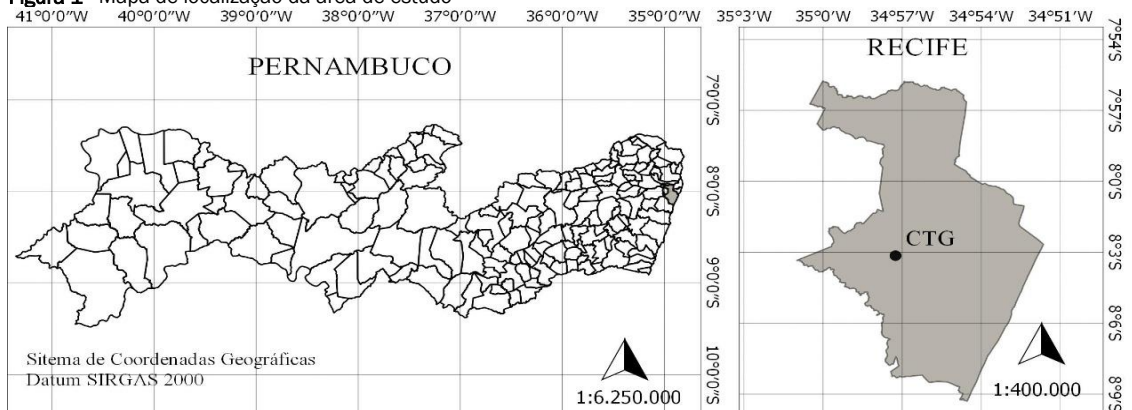 Figura 1 - Mapa de localização da área de estudo
41°0'0"W 40°0'0"W 39°0'0"W 38°0'0"W 37°0'0"W 36°0'0"W 35°0'0"W
PERNAMBUCO
7°0'0"S
8°0'0"S
9°0'0"S
10°0'0"S
Sitema de Coordenadas Geográficas
Datum SIRGAS 2000
1:6.250.000
35°3'W 35°0'W 34°57'W 34°54'W 34°51'W
RECIFE
7°54'S
7°57'S
8°0'S
CTG
8°3'S
8°6'S
8°9'S
1:400.000